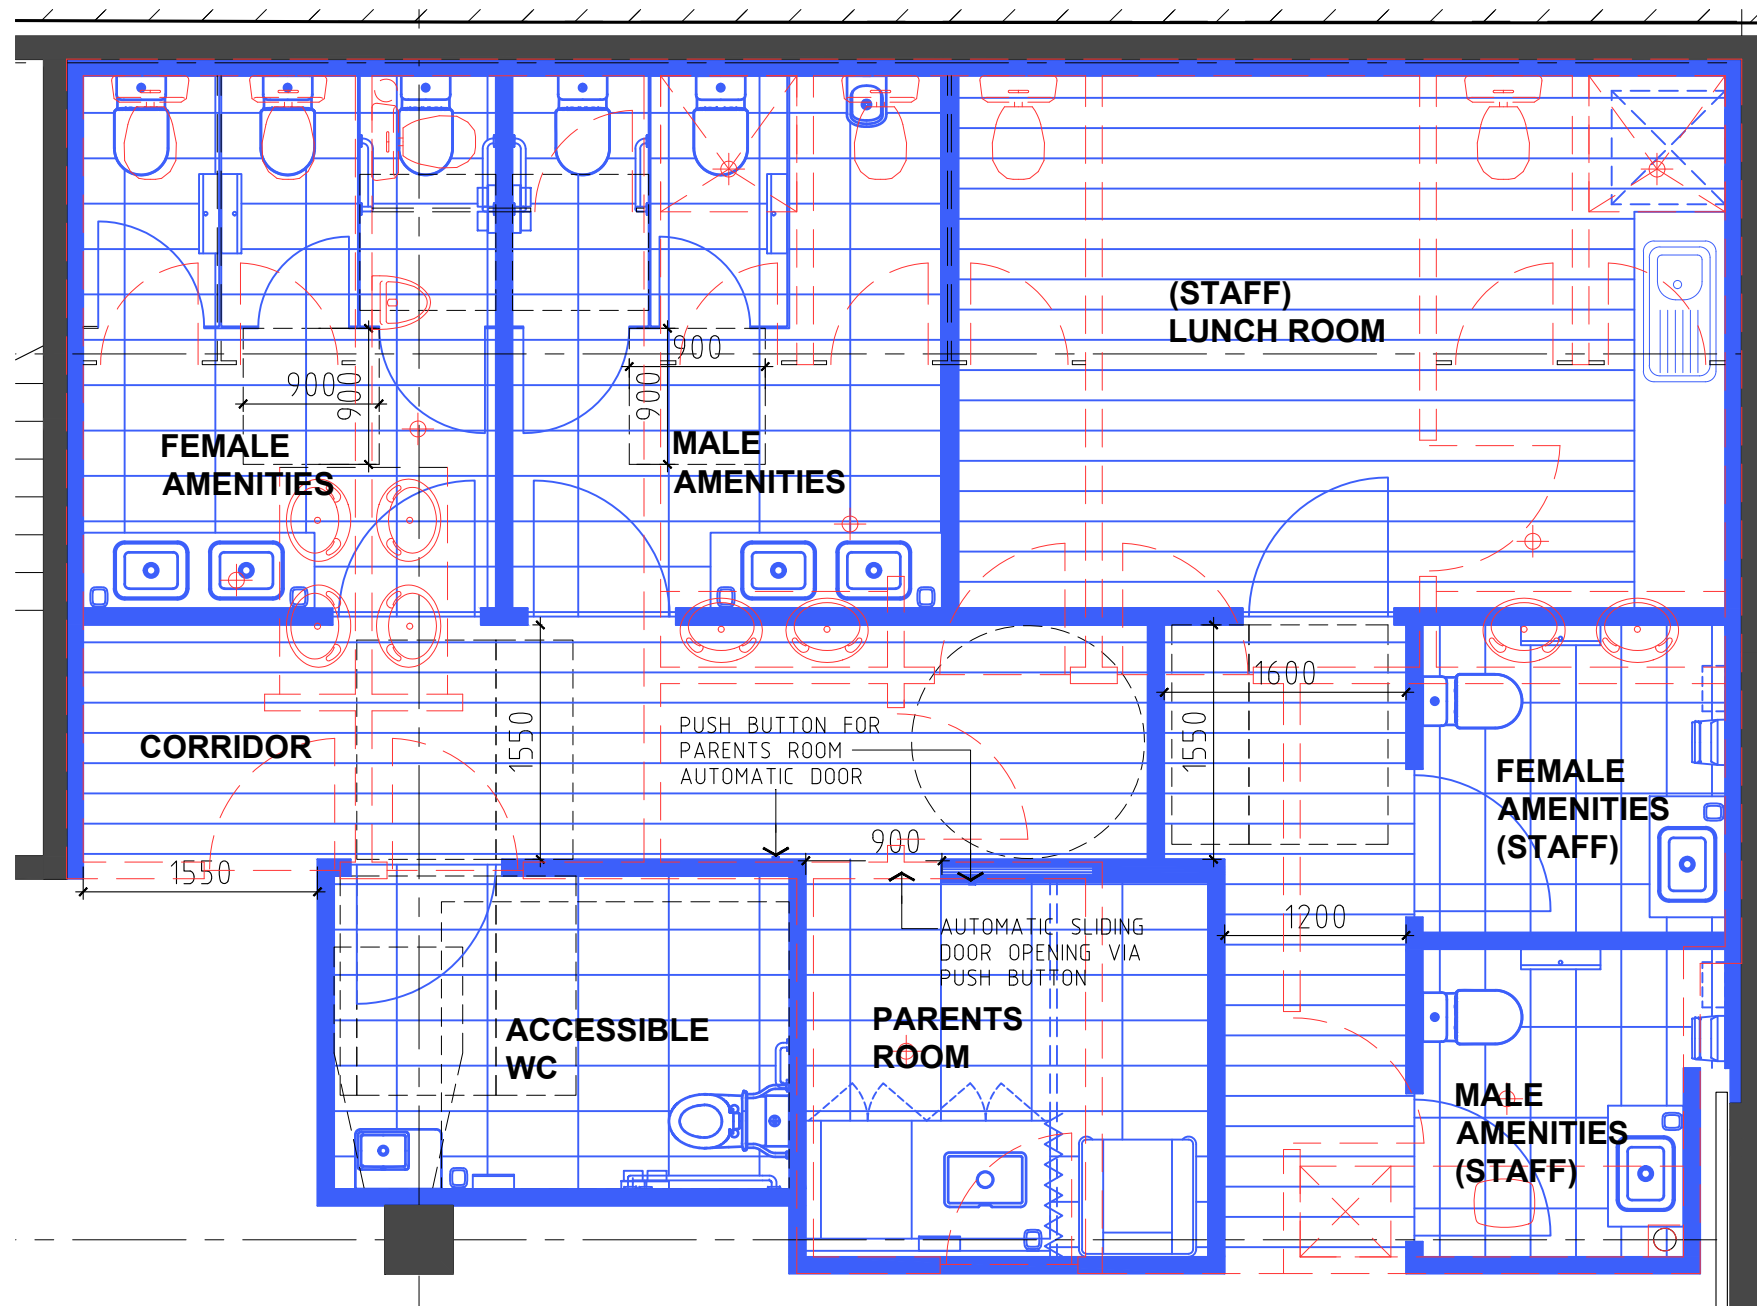 (STAFF)
LUNCH ROOM
900
900
900
900
FEMALE
AMENITIES
MALE
AMENITIES
1600
1550
1550
PUSH BUTTON FOR
PARENTS ROOM
AUTOMATIC DOOR
CORRIDOR
FEMALE
AMENITIES
(STAFF)
900
1550
1200
AUTOMATIC SLIDING
DOOR OPENING VIA
PUSH BUTTON
ACCESSIBLE
WC
PARENTS
ROOM
MALE
AMENITIES
(STAFF)